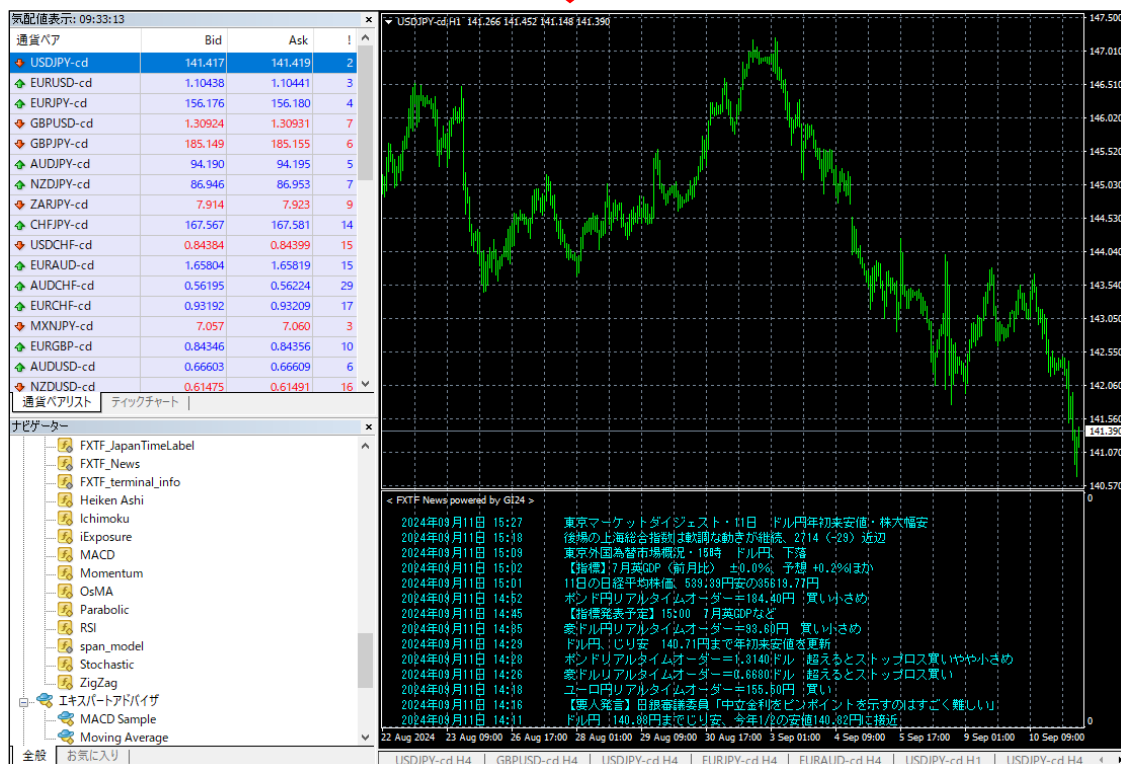 気配値表示: 09:33:13
通貨ペア Bid Ask !
USDJPY-cd 141.417 141.419 2
EURUSD-cd 1.10438 1.10441 3
EURJPY-cd 156.176 156.180 4
GBPUSD-cd 1.30924 1.30931 7
GBPJPY-cd 185.149 185.155 6
AUDJPY-cd 94.190 94.195 5
NZDJPY-cd 86.946 86.953 7
ZARJPY-cd 7.914 7.923 9
CHFJPY-cd 167.567 167.581 14
USDCHF-cd 0.84384 0.84399 15
EURAUD-cd 1.65804 1.65819 15
AUDCHF-cd 0.56195 0.56224 29
EURCHF-cd 0.93192 0.93209 17
MXNJPY-cd 7.057 7.060 3
EURGBP-cd 0.84346 0.84356 10
AUDUSD-cd 0.66603 0.66609 6
NZDUSD-cd 0.61475 0.61491 16
通貨ペアリスト ティックチャート
ナビゲーター
FXTF_JapanTimeLabel
FXTF_News
FXTF_terminal_info
Heiken Ashi
Ichimoku
iExposure
MACD
Momentum
OsMA
Parabolic
RSI
span_model
Stochastic
ZigZag
エキスパートアドバイザ
MACD Sample
Moving Average
全般 お気に入り
USDJPY-cd,H1 141.266 141.452 141.148 141.390
147.500
147.010
146.510
146.020
145.520
145.030
144.530
144.040
143.540
143.050
142.550
142.060
141.560
141.390
141.070
140.570
< FXTF News powered by GI24 >
0
2024年09月11日 15:27 東京マーケットダイジェスト・11日 ドル円年初来安値・株大幅安
2024年09月11日 15:18 後場の上海総合指数は軟調な動きが継続、2714（-29）近辺
2024年09月11日 15:09 東京外国為替市場概況・15時 ドル円、下落
2024年09月11日 15:02 【指標】7月英GDP（前月比） ±0.0%、予想 +0.2%ほか
2024年09月11日 15:01 11日の日経平均株価、539.39円安の35619.77円
2024年09月11日 14:52 ポンド円リアルタイムオーダー=184.40円 買い小さめ
2024年09月11日 14:45 【指標発表予定】15:00 7月英GDPなど
2024年09月11日 14:35 豪ドル円リアルタイムオーダー=93.60円 買い小さめ
2024年09月11日 14:29 ドル円、じり安 140.71円まで年初来安値を更新
2024年09月11日 14:28 ポンドリアルタイムオーダー=1.3140ドル 超えるとストップロス買いやや小さめ
2024年09月11日 14:26 豪ドルリアルタイムオーダー=0.6680ドル 超えるとストップロス買い
2024年09月11日 14:18 ユーロ円リアルタイムオーダー=155.50円 買い
2024年09月11日 14:16 【要人発言】日銀審議委員「中立金利をピンポイントを示すのはすごく難しい」
2024年09月11日 14:11 ドル円、140.88円までじり安、今年1/2の安値140.82円に接近
0
22 Aug 2024 23 Aug 09:00 26 Aug 17:00 28 Aug 01:00 29 Aug 09:00 30 Aug 17:00 3 Sep 01:00 4 Sep 09:00 5 Sep 17:00 9 Sep 01:00 10 Sep 09:00
USDJPY-cd,H4 GBPUSD-cd,H4 USDJPY-cd,H4 EURJPY-cd,H4 EURAUD-cd,H4 USDJPY-cd,H1 USDJPY-cd,H4